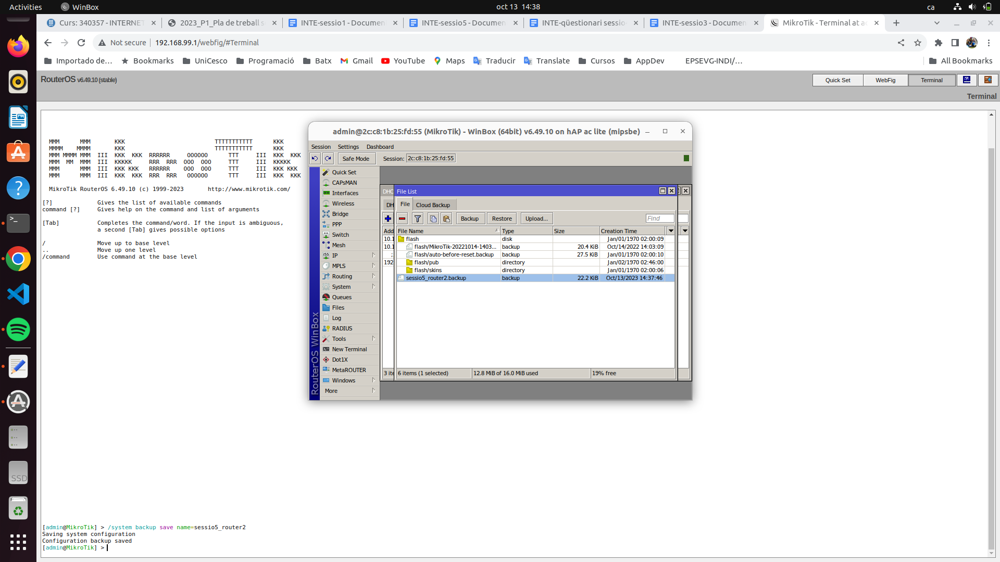 Activities WinBox oct 13 14:38 ca
Curs: 340357 - INTERNET 2023_P1_Pla de treball s INTE-sessio1 - Documen INTE-sessio5 - Documen INTE-qüestionari sessio INTE-sessio3 - Documen MikroTik - Terminal at a
Not secure 192.168.99.1/webfig/#Terminal
Importado de... Bookmarks UniCesco Programació Batx Gmail YouTube Maps Traducir Translate Cursos AppDev EPSEVG-INDI/... All Bookmarks
RouterOS v6.49.10 (stable) Quick Set WebFig Terminal
Terminal
MMM MMM KKK TTTTTTTTTTT KKK
MMMM MMMM KKK TTTTTTTTTTT KKK
MMM MMMM MMM III KKK KKK RRRRRR OOOOOO TTT III KKK KKK
MMM MM MMM III KKKKK RRR RRR OOO OOO TTT III KKKKK
MMM MMM III KKK KKK RRRRRR OOO OOO TTT III KKK KKK
MMM MMM III KKK KKK RRR RRR OOOOOO TTT III KKK KKK
MikroTik RouterOS 6.49.10 (c) 1999-2023 http://www.mikrotik.com/
[?] Gives the list of available commands
command [?] Gives help on the command and list of arguments
[Tab] Completes the command/word. If the input is ambiguous,
a second [Tab] gives possible options
/ Move up to base level
.. Move up one level
/command Use command at the base level
[admin@MikroTik] > /system backup save name=sessio5_router2
Saving system configuration
Configuration backup saved
[admin@MikroTik] >
admin@2c:c8:1b:25:fd:55 (MikroTik) - WinBox (64bit) v6.49.10 on hAP ac lite (mipsbe)
Session Settings Dashboard
Safe Mode Session: 2c:c8:1b:25:fd:55
RouterOS WinBox
Quick Set
CAPsMAN
Interfaces
Wireless
Bridge
PPP
Switch
Mesh
IP
MPLS
Routing
System
Queues
Files
Log
RADIUS
Tools
New Terminal
Dot1X
MetaROUTER
Windows
More
DHC
DH
Add
10.1
10.1
;
192
3 ite
File List
File Cloud Backup
Backup Restore Upload... Find
File Name Type Size Creation Time
flash disk Jan/01/1970 02:00:09
flash/MikroTik-20221014-1403... backup 20.4 KiB Oct/14/2022 14:03:09
flash/auto-before-reset.backup backup 27.5 KiB Jan/01/1970 02:00:10
flash/pub directory Jan/02/1970 02:46:00
flash/skins directory Jan/01/1970 02:00:06
sessio5_router2.backup backup 22.2 KiB Oct/13/2023 14:37:46
6 items (1 selected) 12.8 MiB of 16.0 MiB used 19% free
SSD